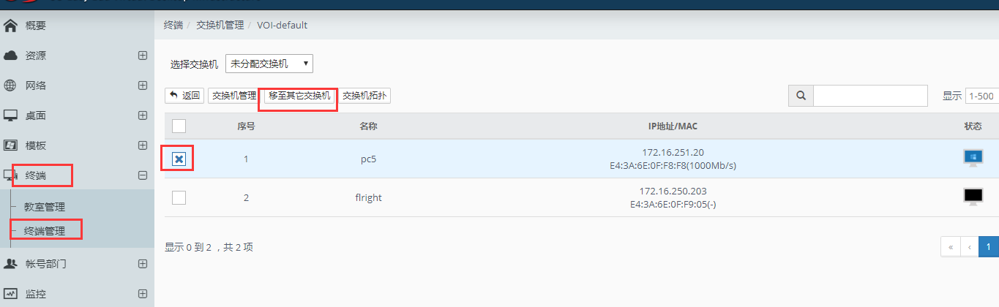 概要
资源
网络
桌面
模板
终端
教室管理
终端管理
帐号部门
监控
终端 / 交换机管理 / VOI-default
选择交换机 未分配交换机
返回 交换机管理 移至其它交换机 交换机拓扑 显示 1-500
序号 名称 IP地址/MAC 状态
1 pc5 172.16.251.20
E4:3A:6E:0F:F8:F8(1000Mb/s)
2 flright 172.16.250.203
E4:3A:6E:0F:F9:05(-)
显示 0 到 2 ，共 2 项
« ‹ 1